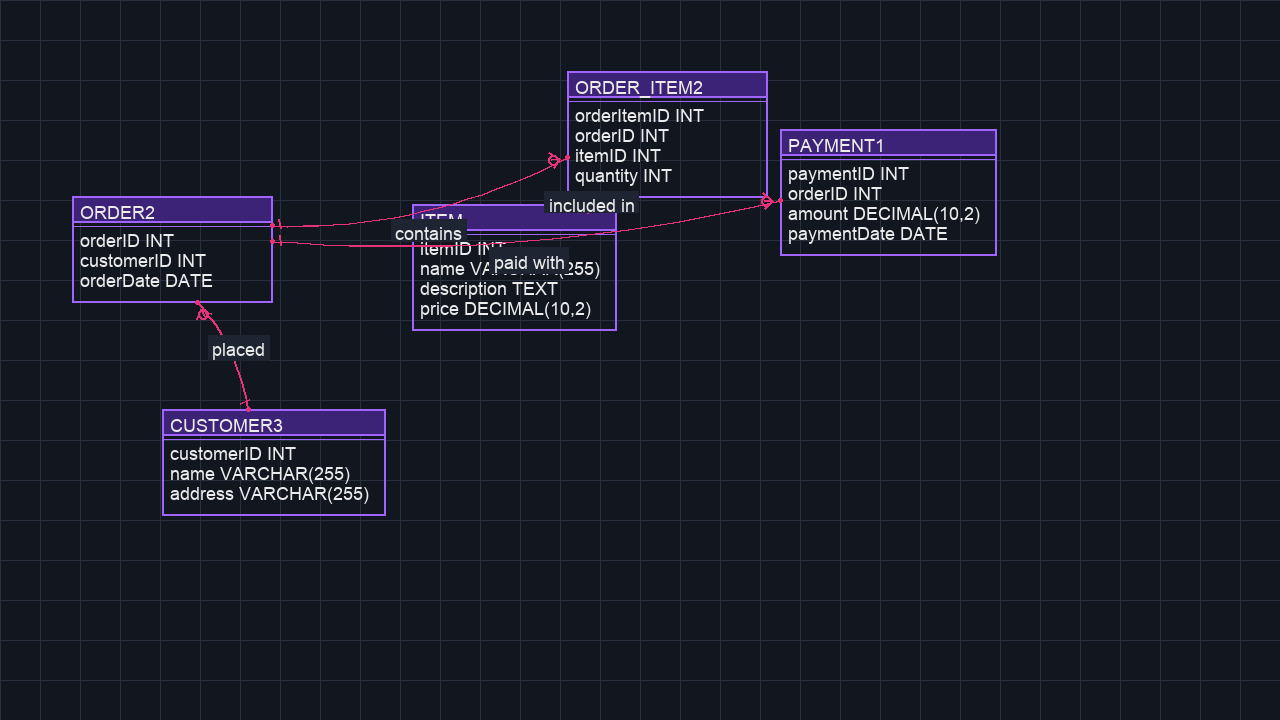 ORDER_ITEM2
orderItemID INT
orderID INT
itemID INT
quantity INT
PAYMENT1
paymentID INT
orderID INT
amount DECIMAL(10,2)
paymentDate DATE
ORDER2
orderID INT
customerID INT
orderDate DATE
included in
contains
paid with
ITEM
itemID INT
name VARCHAR(255)
description TEXT
price DECIMAL(10,2)
placed
CUSTOMER3
customerID INT
name VARCHAR(255)
address VARCHAR(255)